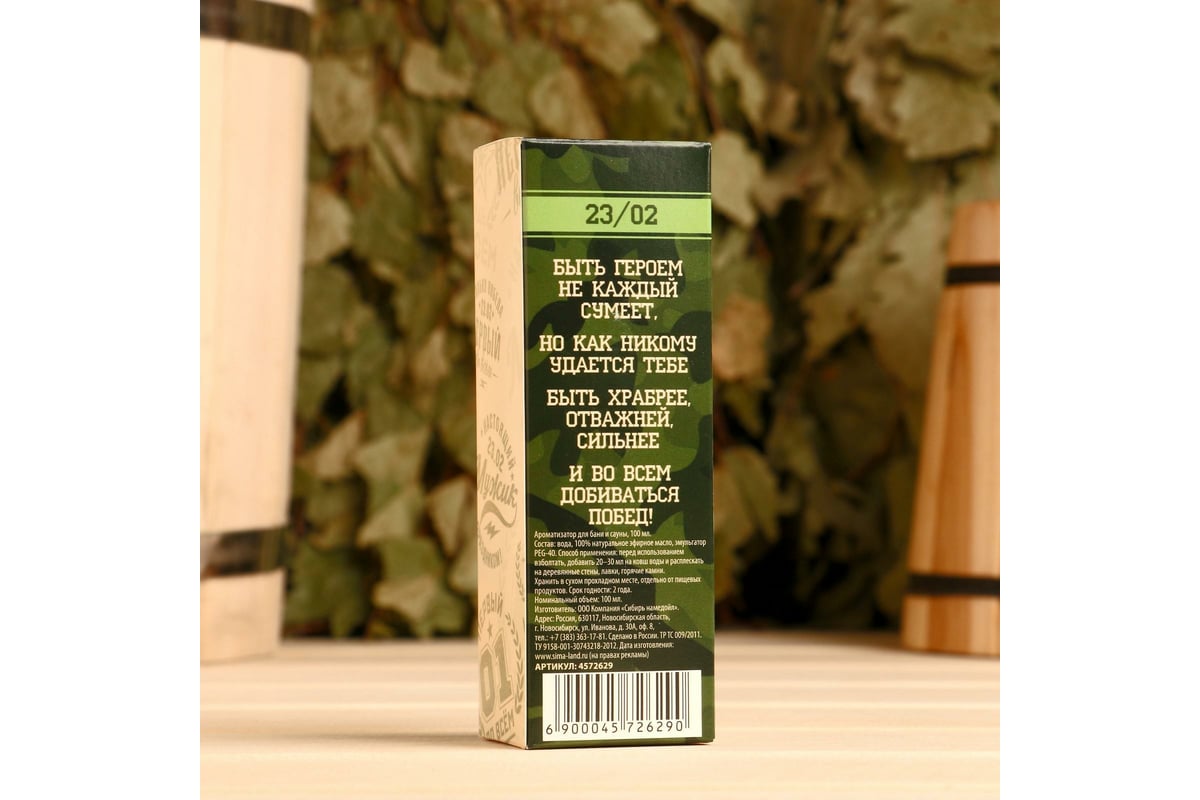 23/02
БЫТЬ ГЕРОЕМ
НЕ КАЖДЫЙ
СУМЕЕТ,
НО КАК НИКОМУ
УДАЕТСЯ ТЕБЕ
БЫТЬ ХРАБРЕЕ,
ОТВАЖНЕЙ,
СИЛЬНЕЕ
И ВО ВСЕМ
ДОБИВАТЬСЯ
ПОБЕД!
Ароматизатор для бани и сауны, 100 мл.
Состав: вода, 100% натуральное эфирное масло, эмульгатор
PEG-40. Способ применения: перед использованием
взболтать, добавить 20–30 мл на ковш воды и расплескать
на деревянные стены, лавки, горячие камни.
Хранить в сухом прохладном месте, отдельно от пищевых
продуктов. Срок годности: 2 года.
Номинальный объем: 100 мл.
Изготовитель: ООО Компания «Сибирь намедойл».
Адрес: Россия, 630117, Новосибирская область,
г. Новосибирск, ул. Иванова, д. 30А, оф. 8,
тел.: +7 (383) 363-17-81. Сделано в России. ТР ТС 009/2011.
ТУ 9158-001-30743218-2012. Дата изготовления:
www.sima-land.ru (на правах рекламы)
АРТИКУЛ: 4572629
6 900045 726290
НАСТОЯЩИЙ
23.02
Мужик
01
ВСЁМ